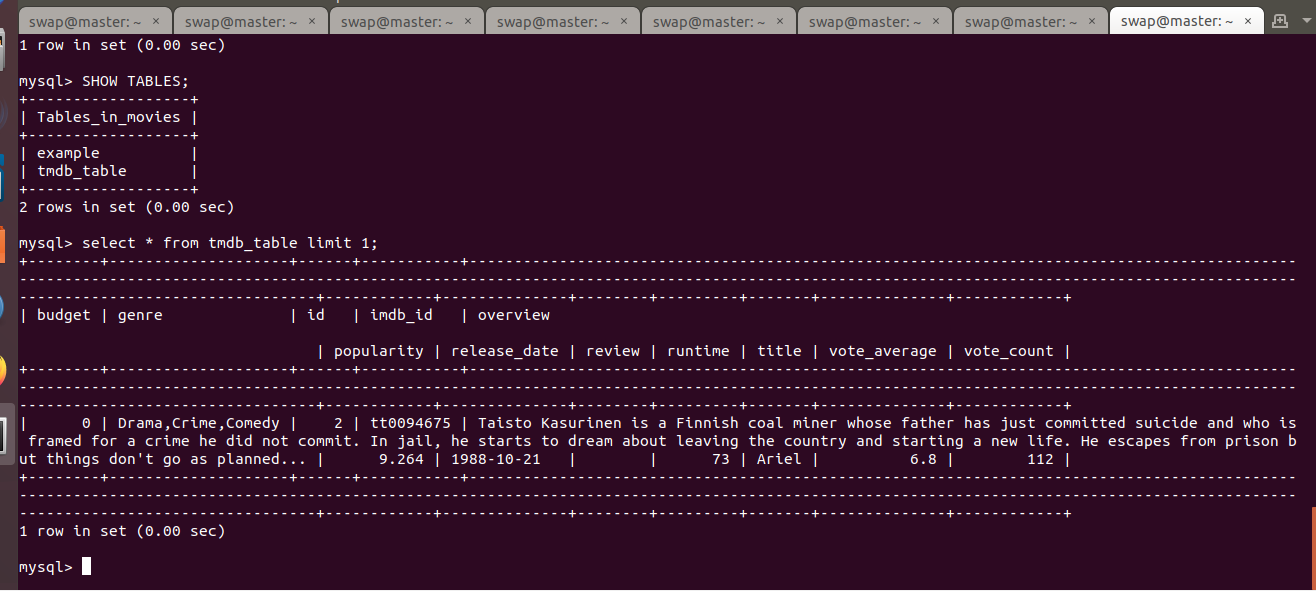 swap@master: ~ × swap@master: ~ × swap@master: ~ × swap@master: ~ × swap@master: ~ × swap@master: ~ × swap@master: ~ × swap@master: ~ ×
1 row in set (0.00 sec)
mysql> SHOW TABLES;
+------------------+
| Tables_in_movies |
+------------------+
| example          |
| tmdb_table       |
+------------------+
2 rows in set (0.00 sec)
mysql> select * from tmdb_table limit 1;
+--------+--------------------+------+-----------+--------------------------------------------------------------------------------------------
----------------------------------------------------------------------------------------------------------------------------------------------
---------------------------------+------------+--------------+--------+---------+-------+--------------+------------+
| budget | genre              | id   | imdb_id   | overview
                                 | popularity | release_date | review | runtime | title | vote_average | vote_count |
+--------+--------------------+------+-----------+--------------------------------------------------------------------------------------------
----------------------------------------------------------------------------------------------------------------------------------------------
---------------------------------+------------+--------------+--------+---------+-------+--------------+------------+
|      0 | Drama,Crime,Comedy |    2 | tt0094675 | Taisto Kasurinen is a Finnish coal miner whose father has just committed suicide and who is
 framed for a crime he did not commit. In jail, he starts to dream about leaving the country and starting a new life. He escapes from prison b
ut things don't go as planned... |      9.264 | 1988-10-21   |        |      73 | Ariel |          6.8 |        112 |
+--------+--------------------+------+-----------+--------------------------------------------------------------------------------------------
----------------------------------------------------------------------------------------------------------------------------------------------
---------------------------------+------------+--------------+--------+---------+-------+--------------+------------+
1 row in set (0.00 sec)
mysql>